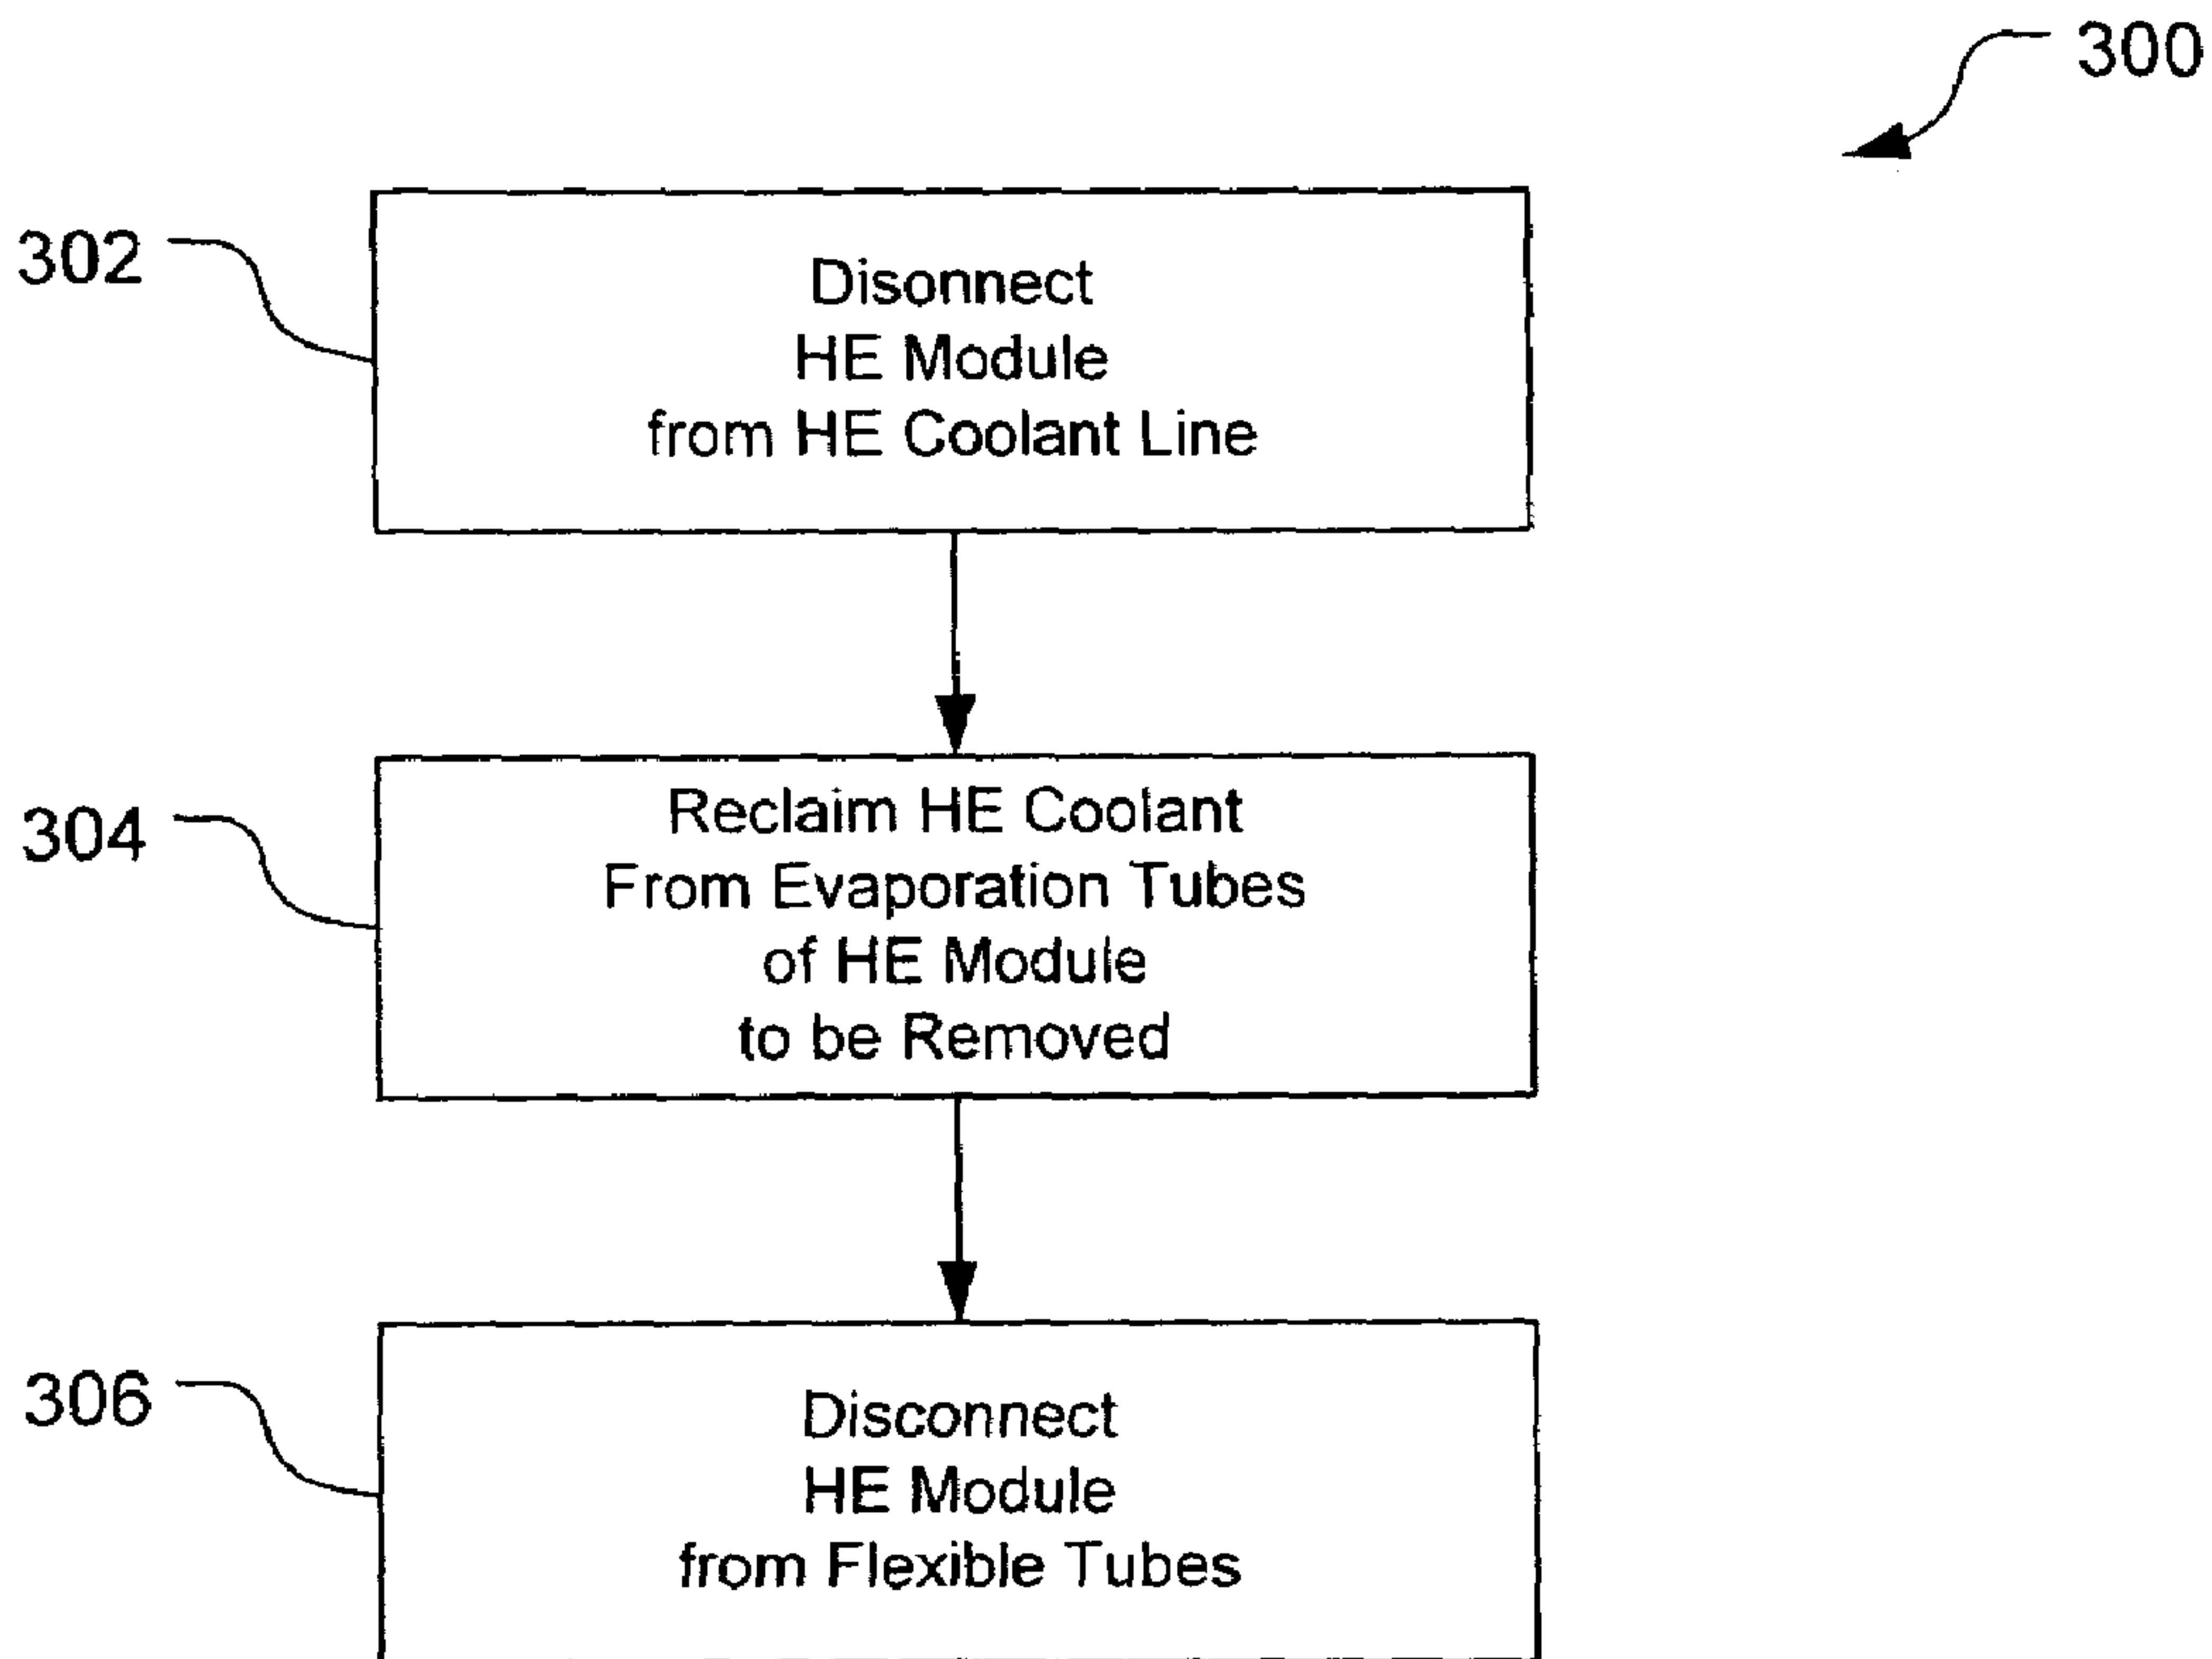 300
302
Disonnect
HE Module
from HE Coolant Line
304
Reclaim HE Coolant
From Evaporation Tubes
of HE Module
to be Removed
306
Disconnect
HE Module
from Flexible Tubes